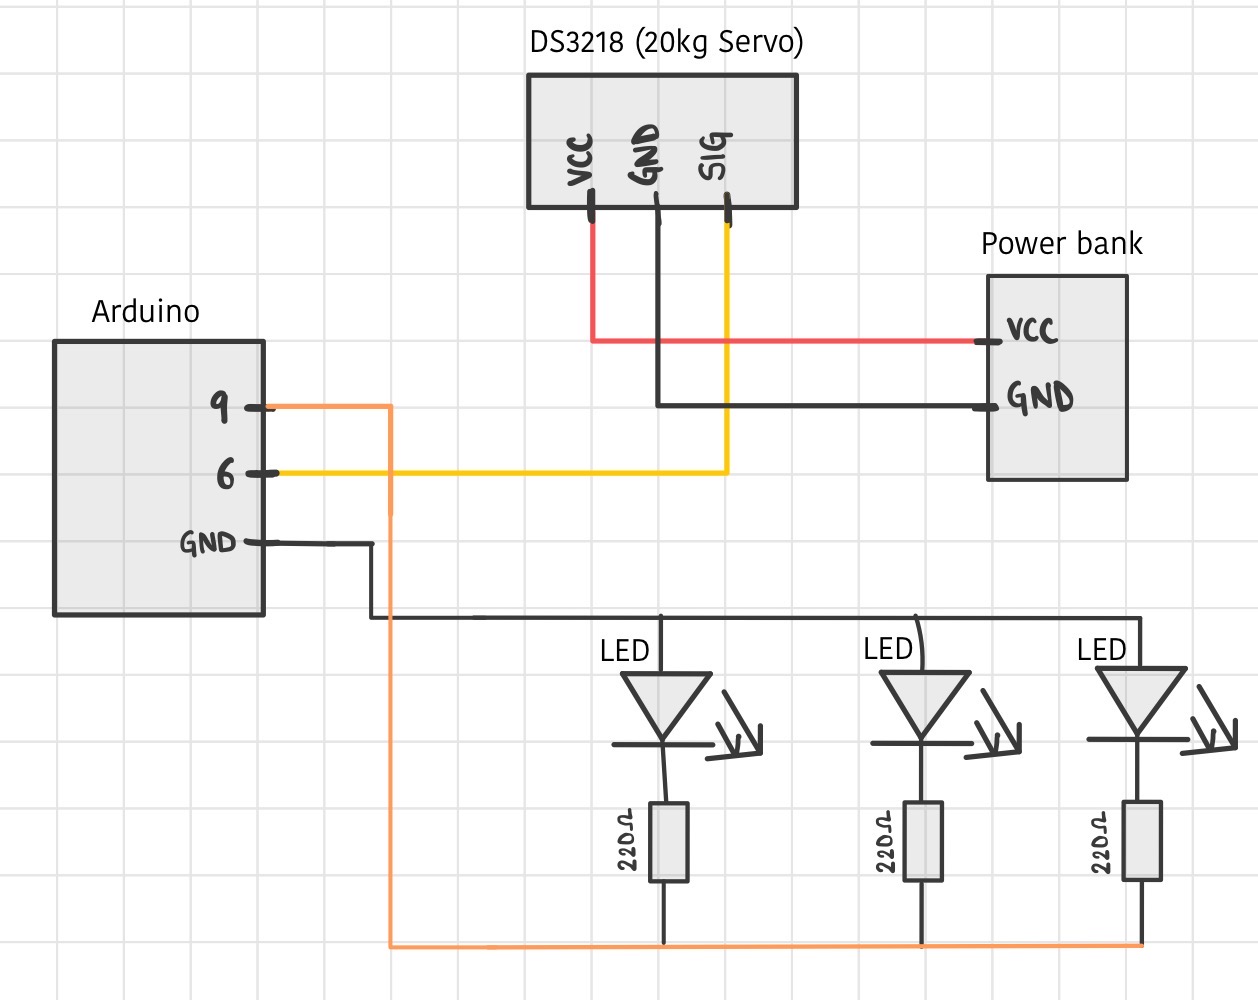 DS3218 (20kg Servo)
VCC
GND
SIG
Power bank
VCC
GND
Arduino
9
6
GND
LED
LED
LED
220Ω
220Ω
220Ω